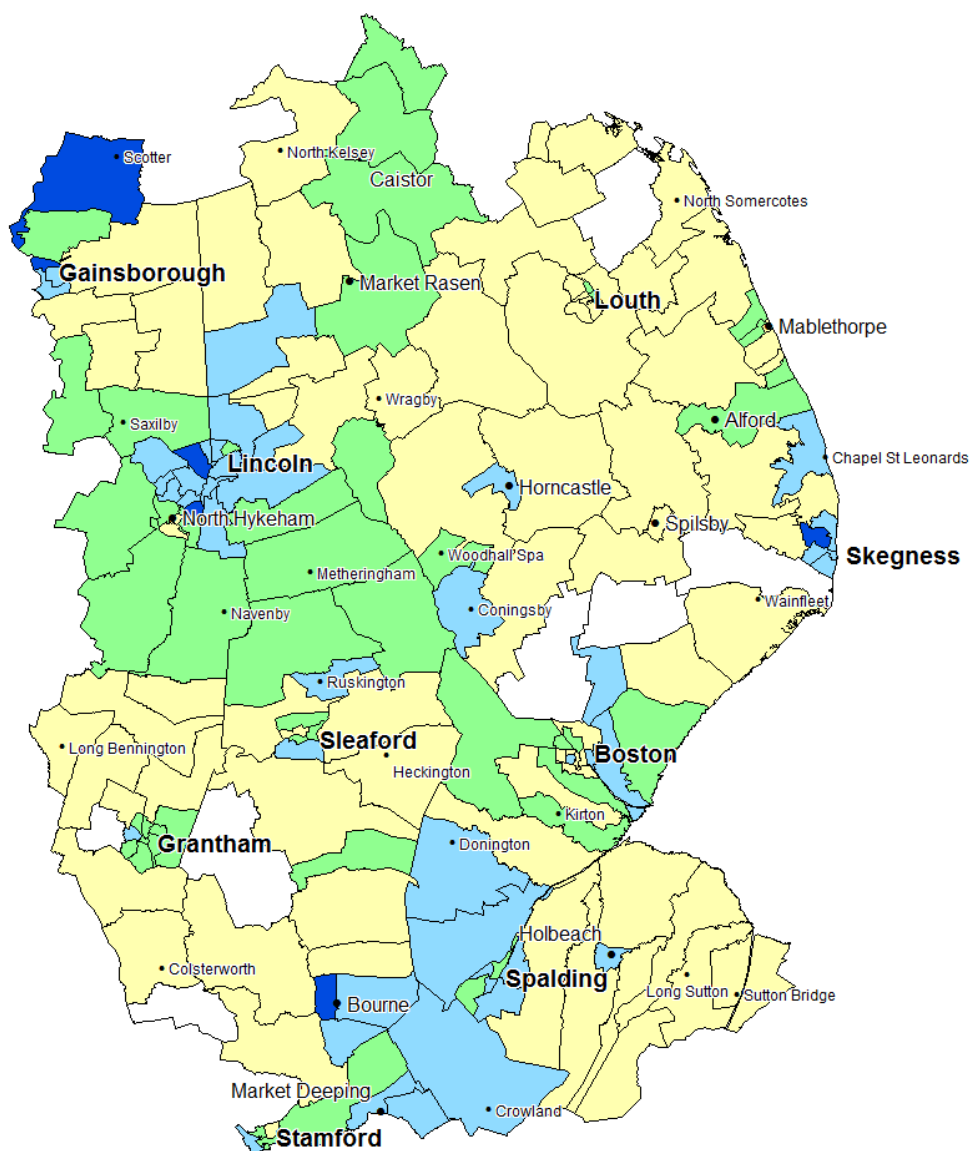 Scotter
North Kelsey
Caistor
North Somercotes
Gainsborough
Market Rasen
Louth
Mablethorpe
Wragby
Saxilby
Alford
Lincoln
Chapel St Leonards
Horncastle
North Hykeham
Spilsby
Woodhall Spa
Skegness
Metheringham
Navenby
Coningsby
Wainfleet
Ruskington
Long Bennington
Sleaford
Boston
Heckington
Kirton
Grantham
Donington
Holbeach
Colsterworth
Spalding
Long Sutton
Sutton Bridge
Bourne
Market Deeping
Crowland
Stamford